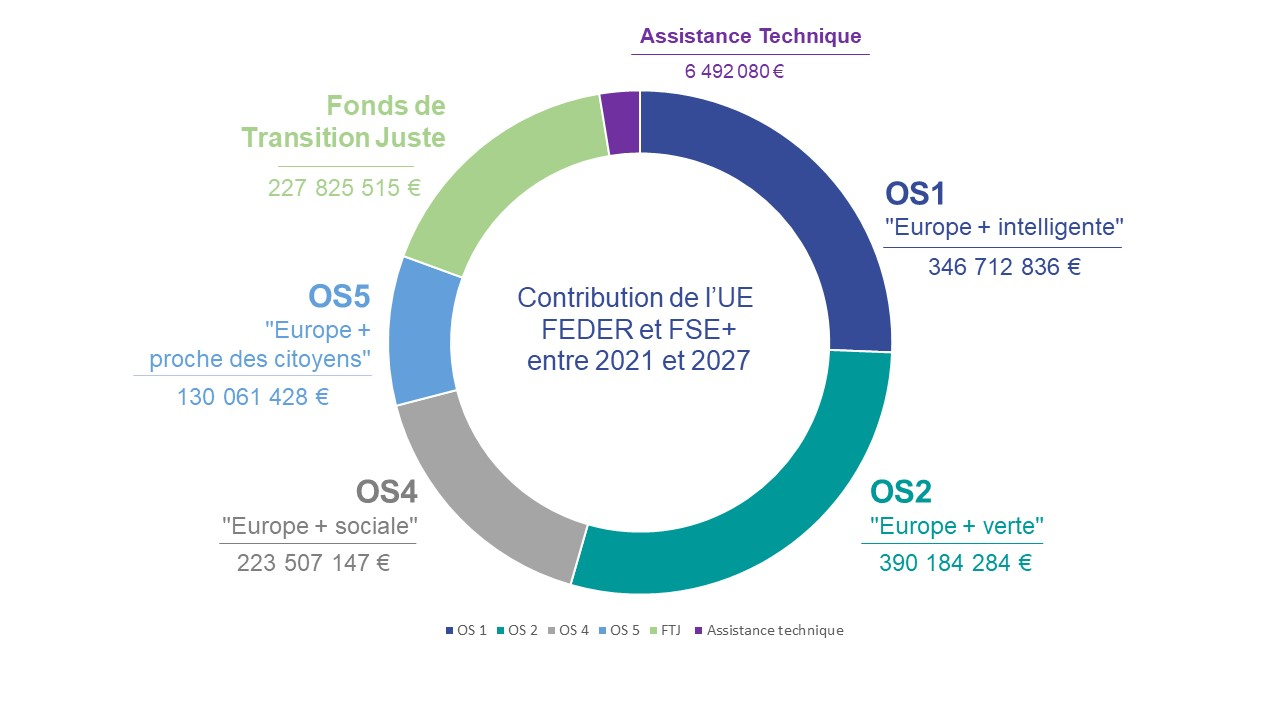 Assistance Technique
6 492 080 €
Fonds de
Transition Juste
227 825 515 €
OS1
"Europe + intelligente"
346 712 836 €
OS5
"Europe +
proche des citoyens"
130 061 428 €
Contribution de l’UE
FEDER et FSE+
entre 2021 et 2027
OS4
"Europe + sociale"
223 507 147 €
OS2
"Europe + verte"
390 184 284 €
OS 1 OS 2 OS 4 OS 5 FTJ Assistance technique